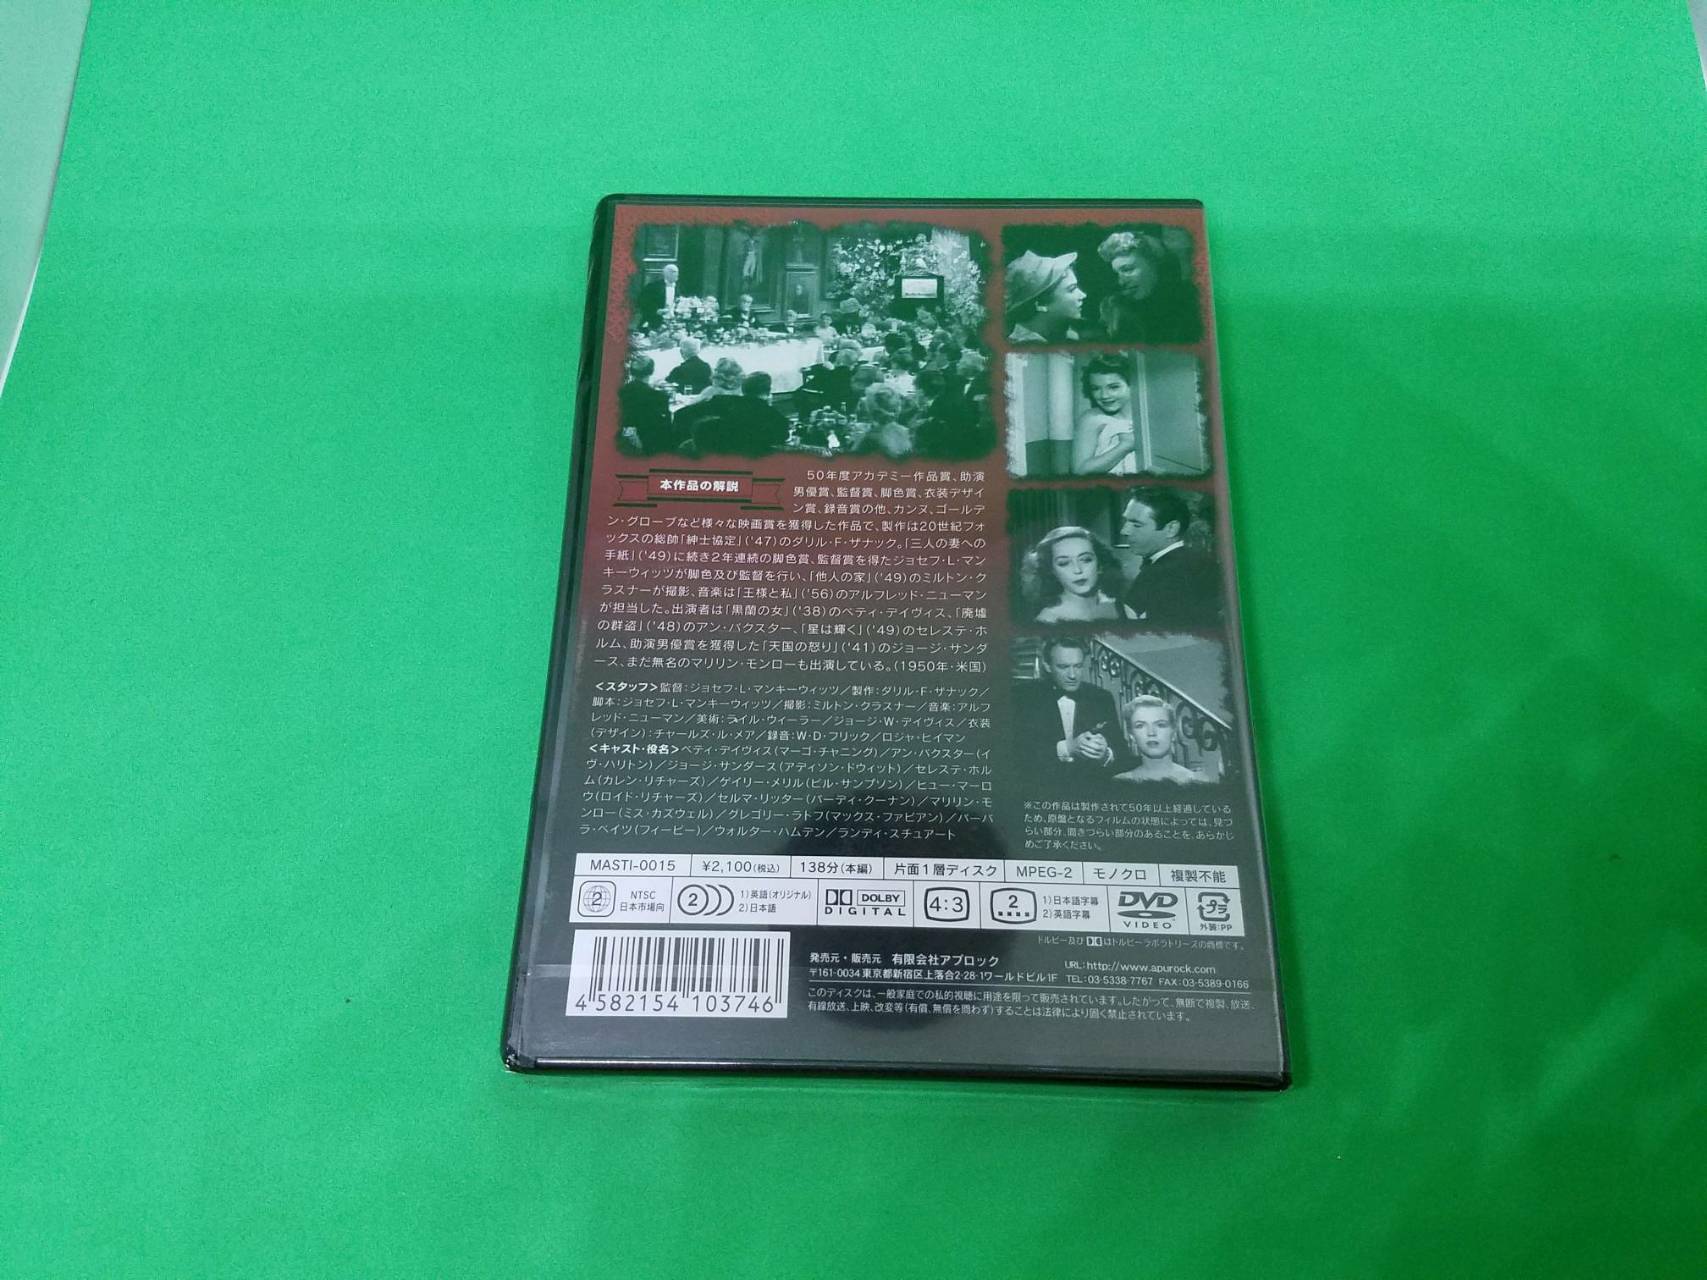 本作品の解説
50年度アカデミー作品賞、助演
男優賞、監督賞、脚色賞、衣装デザイ
ン賞、録音賞の他、カンヌ、ゴールデ
ン・グローブなど様々な映画賞を獲得した作品で、製作は20世紀フォ
ックスの総帥「紳士協定」('47)のダリル・F・ザナック。「三人の妻への
手紙」('49)に続き2年連続の脚色賞、監督賞を得たジョセフ・L・マン
キーウィッツが脚色及び監督を行い、「他人の家」('49)のミルトン・ク
ラスナーが撮影、音楽は「王様と私」('56)のアルフレッド・ニューマン
が担当した。出演者は「黒蘭の女」('38)のベティ・デイヴィス、「廃墟
の群盗」('48)のアン・バクスター、「星は輝く」('49)のセレステ・ホ
ルム、助演男優賞を獲得した「天国の怒り」('41)のジョージ・サンダ
ース、まだ無名のマリリン・モンローも出演している。(1950年・米国)
<スタッフ>監督:ジョセフ・L・マンキーウィッツ/製作:ダリル・F・ザナック/
脚本:ジョセフ・L・マンキーウィッツ/撮影:ミルトン・クラスナー/音楽:アルフ
レッド・ニューマン/美術:ライル・ウィーラー/ジョージ・W・デイヴィス/衣装
(デザイン):チャールズ・ル・メア/録音:W・D・フリック/ロジャ・ヒイマン
<キャスト・役名>ベティ・デイヴィス(マーゴ・チャニング)/アン・バクスター(イ
ヴ・ハリトン)/ジョージ・サンダース(アディソン・ドウィット)/セレステ・ホル
ム(カレン・リチャーズ)/ゲイリー・メリル(ビル・サンプソン)/ヒュー・マーロ
ウ(ロイド・リチャーズ)/セルマ・リッター(バーディ・クーナン)/マリリン・モ
ンロー(ミス・カズウェル)/グレゴリー・ラトフ(マックス・ファビアン)/バーバ
ラ・ベイツ(フィービー)/ウォルター・ハムデン/ランディ・スチュアート
※この作品は製作されて50年以上経過している
ため、原盤となるフィルムの状態によっては、見づ
らい部分、聞きづらい部分のあることを、あらかじ
めご了承ください。
MASTI-0015 ¥2,100(税込) 138分(本編) 片面1層ディスク MPEG-2 モノクロ 複製不能
2 NTSC
日本市場向
2 1)英語(オリジナル)
2)日本語
DOLBY
DIGITAL
4:3
2 1)日本語字幕
2)英語字幕
DVD
VIDEO
プラ
外装:PP
ドルビー及びはドルビーラボラトリーズの商標です。
4 582154 103746
発売元・販売元 有限会社アプロック
〒161-0034 東京都新宿区上落合2-28-1ワールドビル1F
URL:http://www.apurock.com
TEL:03-5338-7767 FAX:03-5389-0166
このディスクは、一般家庭での私的視聴に用途を限って販売されています。したがって、無断で複製、放送、
有線放送、上映、改変等(有償、無償を問わず)することは法律により固く禁止されています。